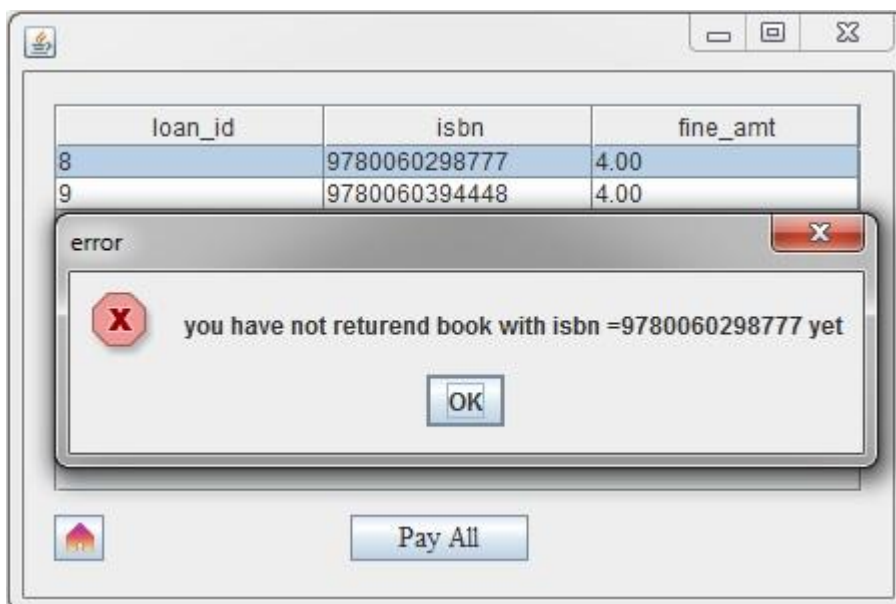 loan_id isbn fine_amt
8 9780060298777 4.00
9 9780060394448 4.00
error
you have not returend book with isbn =9780060298777 yet
OK
Pay All